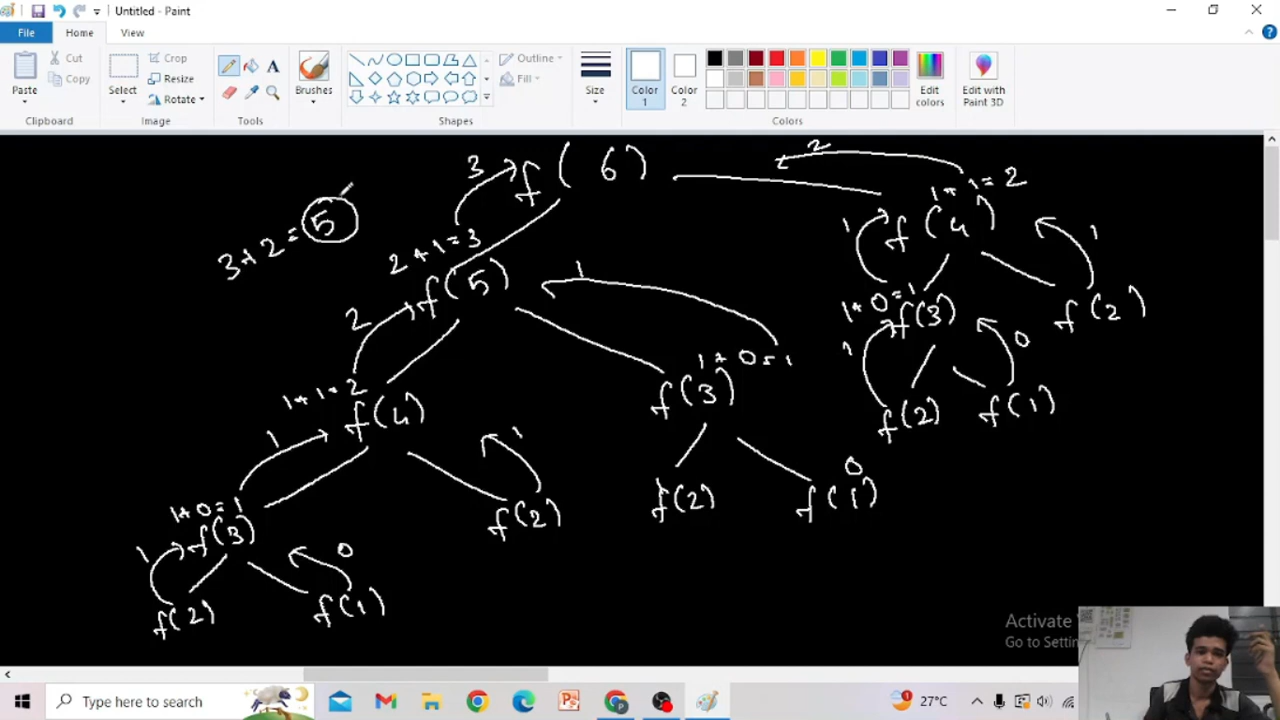 Untitled - Paint
File Home View
Paste
Cut
Copy
Clipboard
Select
Crop
Resize
Rotate
Image
A
Tools
Brushes
Shapes
Outline
Fill
Size
Color 1
Color 2
Edit colors
Colors
Edit with Paint 3D
3 f( 6 ) 2
1+1=2
f(4)
1 1
3+2=5
2+1=3
f(5)
1
2
1+0=1
f(3)
f(2)
1 0
f(2) f(1)
1+0=1
f(3)
1+1=2
f(4)
1 1
f(2) f(1)
0
f(2)
1+0=1
f(3)
1 0
f(2) f(1)
Activate
Go to Settin
Type here to search
1
27°C